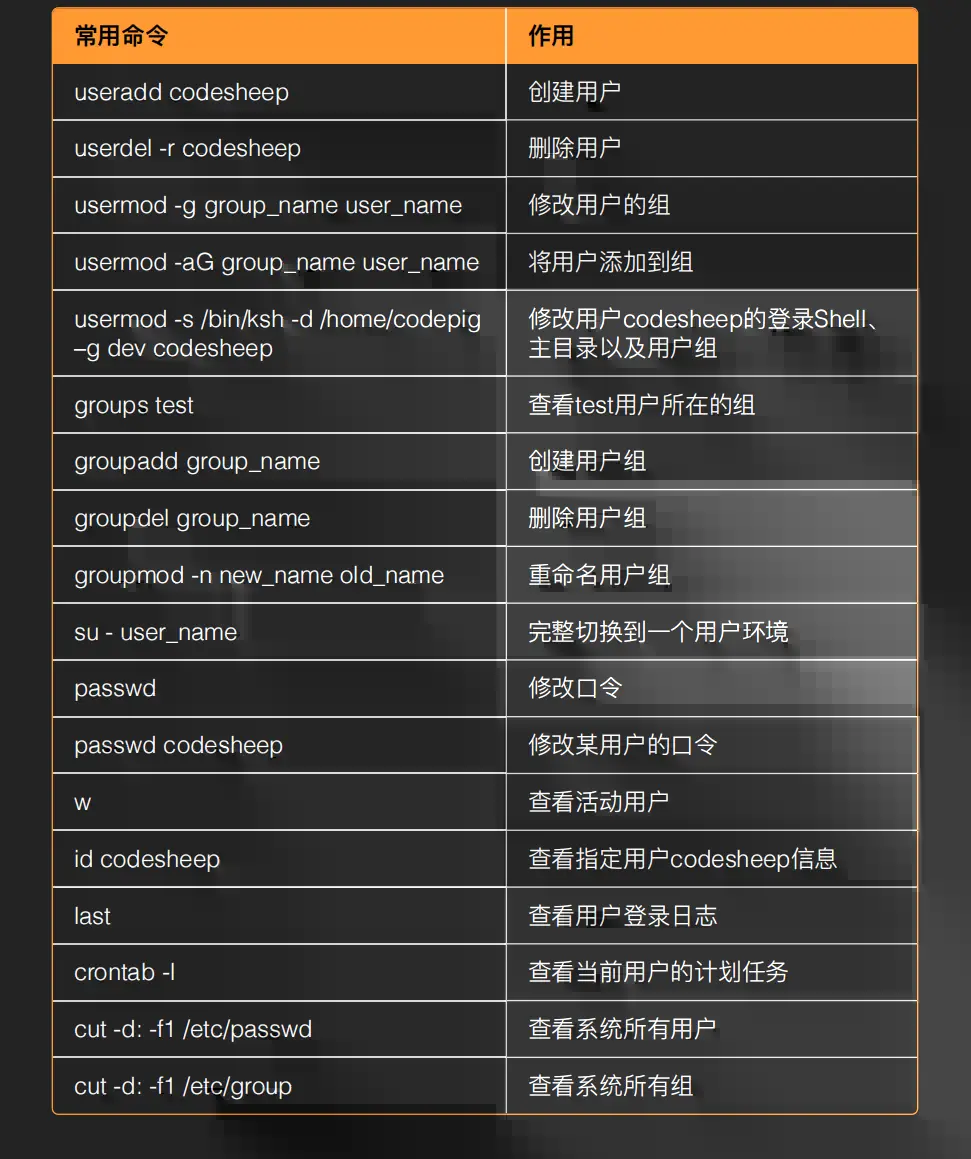 常用命令 作用
useradd codesheep 创建用户
userdel -r codesheep 删除用户
usermod -g group_name user_name 修改用户的组
usermod -aG group_name user_name 将用户添加到组
usermod -s /bin/ksh -d /home/codepig 修改用户codesheep的登录Shell、
–g dev codesheep 主目录以及用户组
groups test 查看test用户所在的组
groupadd group_name 创建用户组
groupdel group_name 删除用户组
groupmod -n new_name old_name 重命名用户组
su - user_name 完整切换到一个用户环境
passwd 修改口令
passwd codesheep 修改某用户的口令
w 查看活动用户
id codesheep 查看指定用户codesheep信息
last 查看用户登录日志
crontab -l 查看当前用户的计划任务
cut -d: -f1 /etc/passwd 查看系统所有用户
cut -d: -f1 /etc/group 查看系统所有组